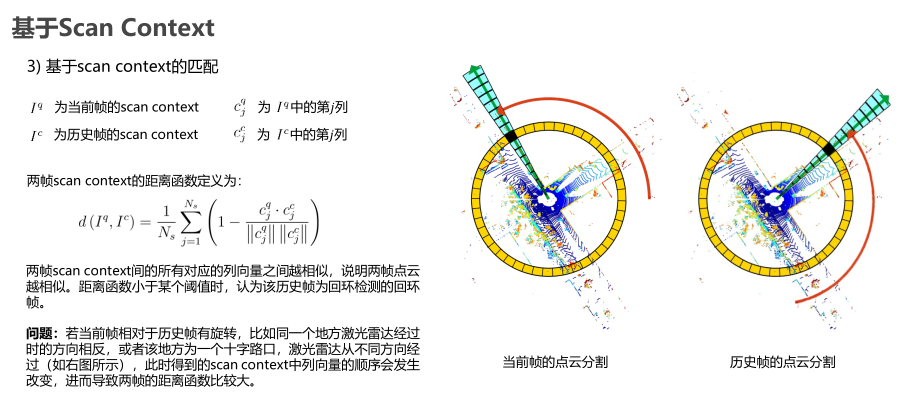 基于Scan Context
3) 基于scan context的匹配
I^q 为当前帧的scan context c_j^q 为 I^q中的第j列
I^c 为历史帧的scan context c_j^c 为 I^c中的第j列
两帧scan context的距离函数定义为：
d (I^q, I^c) = \frac{1}{N_s} \sum_{j=1}^{N_s} \left( 1 - \frac{c_j^q \cdot c_j^c}{\|c_j^q\| \|c_j^c\|} \right)
两帧scan context间的所有对应的列向量之间越相似，说明两帧点云
越相似。距离函数小于某个阈值时，认为该历史帧为回环检测的回环
帧。
问题：若当前帧相对于历史帧有旋转，比如同一个地方激光雷达经过
时的方向相反，或者该地方为一个十字路口，激光雷达从不同方向经
过（如右图所示），此时得到的scan context中列向量的顺序会发生
改变，进而导致两帧的距离函数比较大。
当前帧的点云分割
历史帧的点云分割